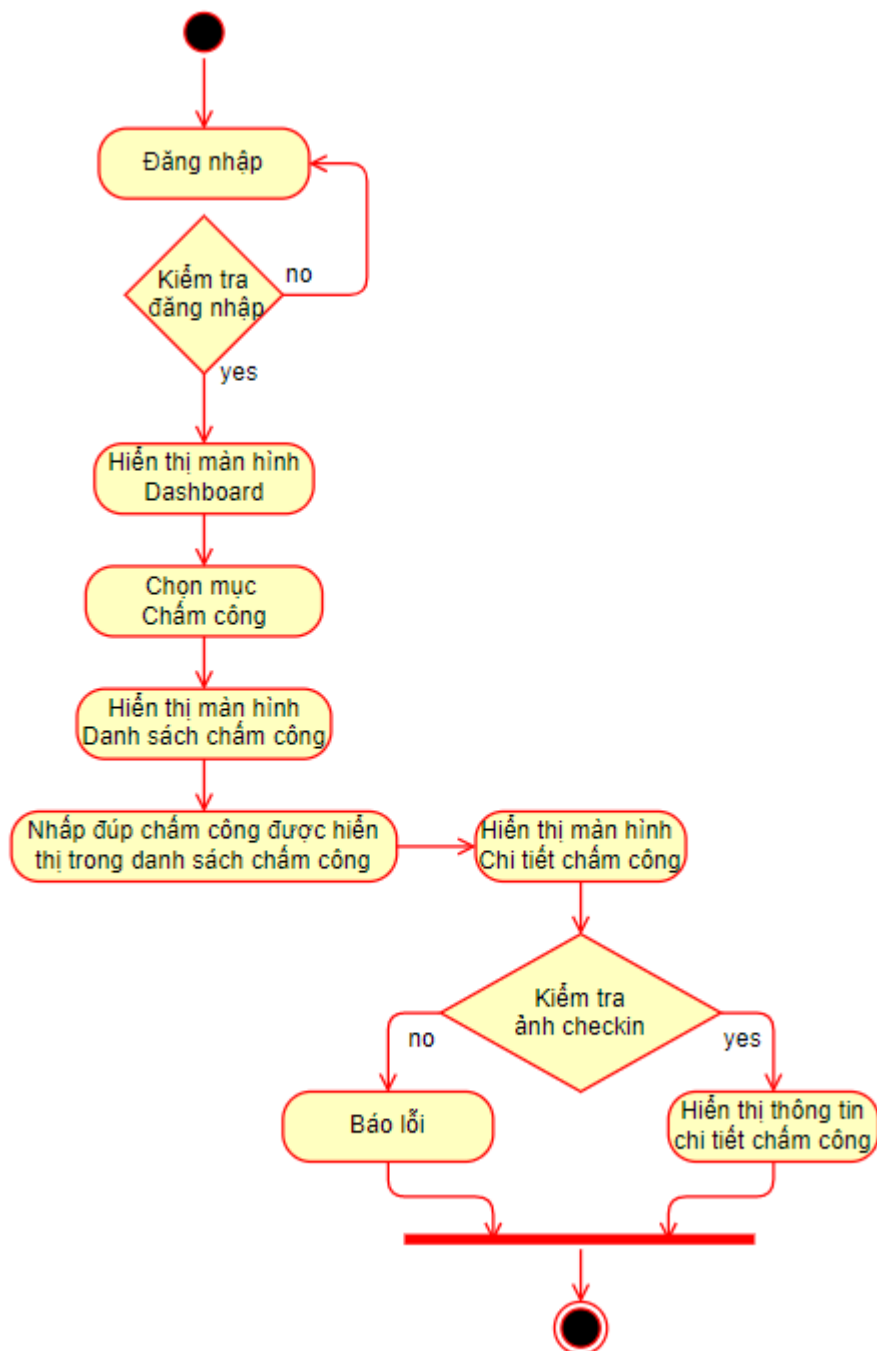 Đăng nhập
Kiểm tra
đăng nhập
no
yes
Hiển thị màn hình
Dashboard
Chọn mục
Chấm công
Hiển thị màn hình
Danh sách chấm công
Nhấp đúp chấm công được hiển
thị trong danh sách chấm công
Hiển thị màn hình
Chi tiết chấm công
Kiểm tra
ảnh checkin
no
yes
Báo lỗi
Hiển thị thông tin
chi tiết chấm công